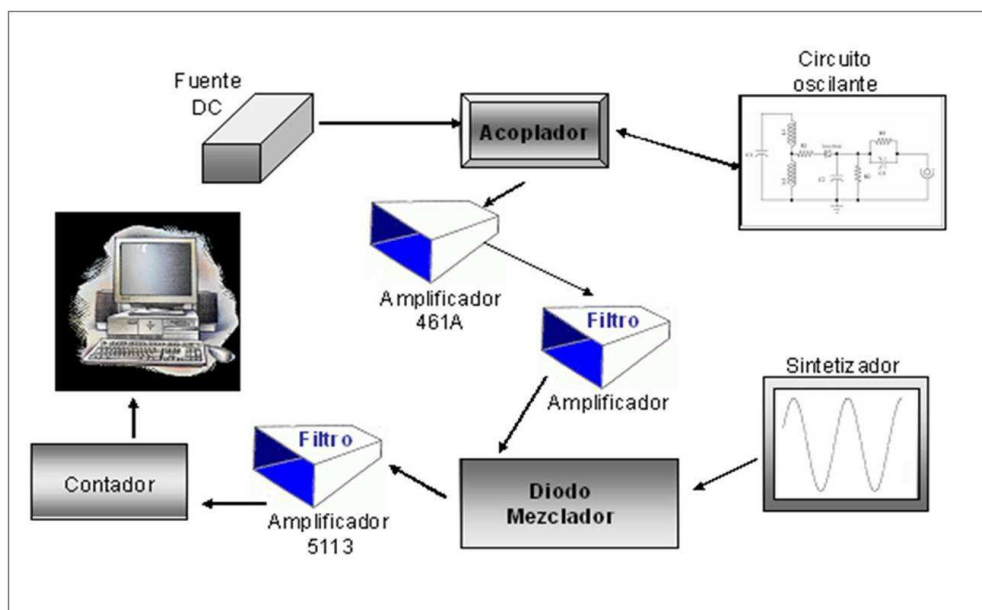 Fuente
DC
Acoplador
Circuito
oscilante
Amplificador
461A
Filtro
Amplificador
Sintetizador
Diodo
Mezclador
Filtro
Amplificador
5113
Contador